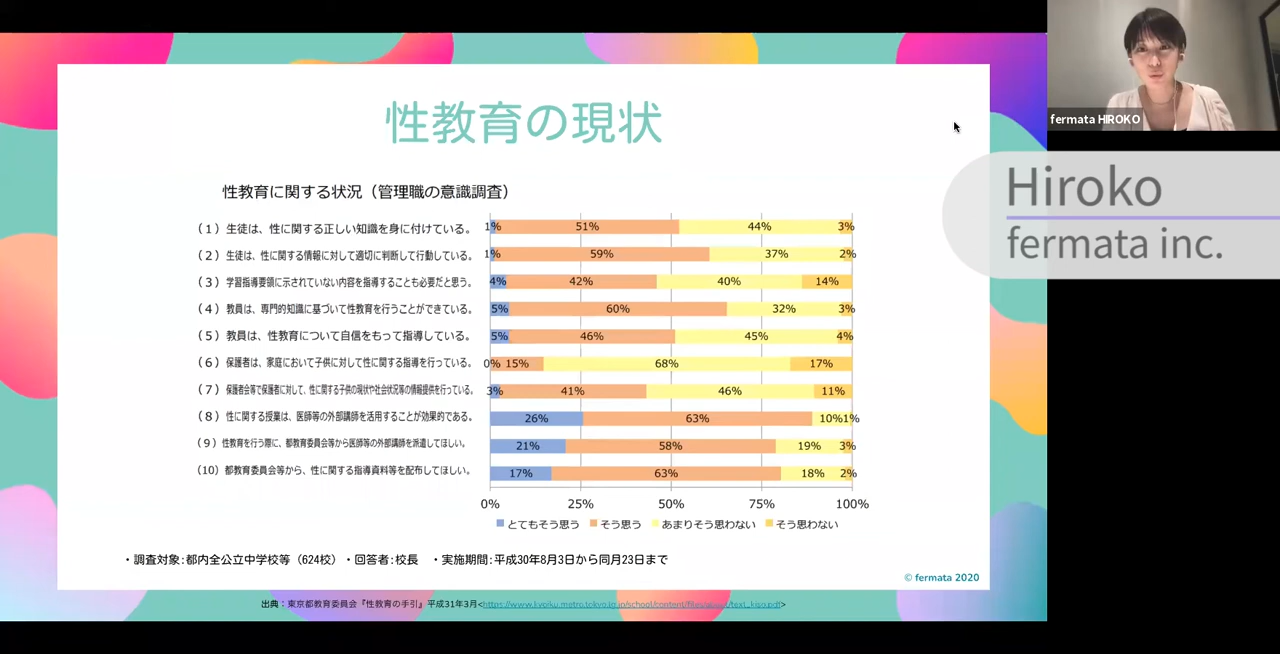 性教育の現状
性教育に関する状況（管理職の意識調査）
（1）生徒は、性に関する正しい知識を身に付けている。 1% 51% 44% 3%
（2）生徒は、性に関する情報に対して適切に判断して行動している。 1% 59% 37% 2%
（3）学習指導要領に示されていない内容を指導することも必要だと思う。 4% 42% 40% 14%
（4）教員は、専門的知識に基づいて性教育を行うことができている。 5% 60% 32% 3%
（5）教員は、性教育について自信をもって指導している。 5% 46% 45% 4%
（6）保護者は、家庭において子供に対して性に関する指導を行っている。 0% 15% 68% 17%
（7）保護者会等で保護者に対して、性に関する子供の現状や社会状況等の情報提供を行っている。 3% 41% 46% 11%
（8）性に関する授業は、医師等の外部講師を活用することが効果的である。 26% 63% 10% 1%
（9）性教育を行う際に、都教育委員会等から医師等の外部講師を派遣してほしい。 21% 58% 19% 3%
（10）都教育委員会等から、性に関する指導資料等を配布してほしい。 17% 63% 18% 2%
0% 25% 50% 75% 100%
とてもそう思う そう思う あまりそう思わない そう思わない
・調査対象:都内全公立中学校等（624校）・回答者:校長 ・実施期間:平成30年8月3日から同月23日まで
© fermata 2020
出典：東京都教育委員会『性教育の手引』平成31年3月
fermata HIROKO
Hiroko
fermata inc.